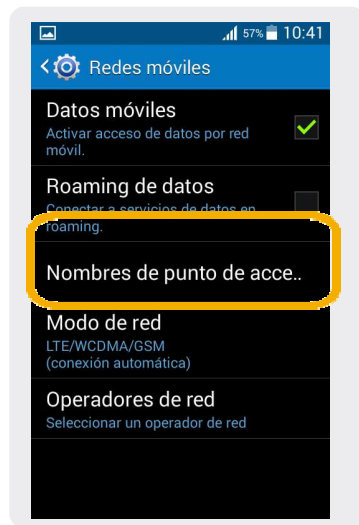 57% 10:41
Redes móviles
Datos móviles
Activar acceso de datos por red
móvil.
Roaming de datos
Conectar a servicios de datos en
roaming.
Nombres de punto de acce..
Modo de red
LTE/WCDMA/GSM
(conexión automática)
Operadores de red
Seleccionar un operador de red